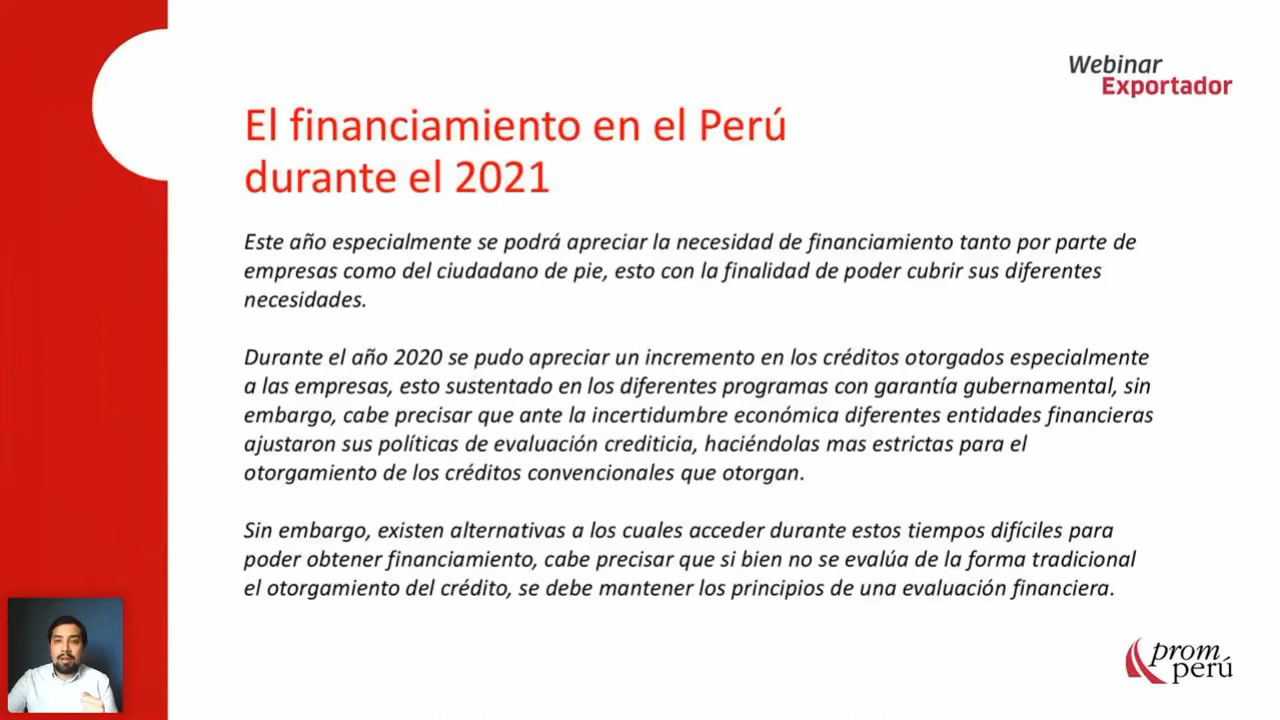 Webinar
Exportador
El financiamiento en el Perú
durante el 2021
Este año especialmente se podrá apreciar la necesidad de financiamiento tanto por parte de
empresas como del ciudadano de pie, esto con la finalidad de poder cubrir sus diferentes
necesidades.
Durante el año 2020 se pudo apreciar un incremento en los créditos otorgados especialmente
a las empresas, esto sustentado en los diferentes programas con garantía gubernamental, sin
embargo, cabe precisar que ante la incertidumbre económica diferentes entidades financieras
ajustaron sus políticas de evaluación crediticia, haciéndolas mas estrictas para el
otorgamiento de los créditos convencionales que otorgan.
Sin embargo, existen alternativas a los cuales acceder durante estos tiempos difíciles para
poder obtener financiamiento, cabe precisar que si bien no se evalúa de la forma tradicional
el otorgamiento del crédito, se debe mantener los principios de una evaluación financiera.
prom
perú